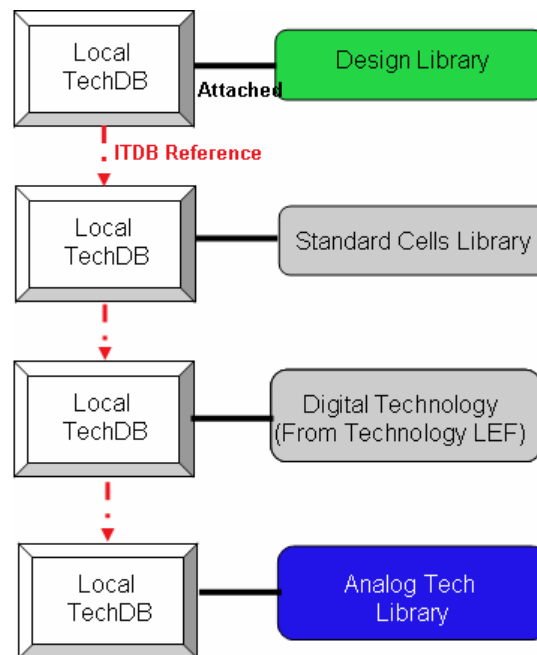 Local
TechDB
Attached
Design Library
ITDB Reference
Local
TechDB
Standard Cells Library
Local
TechDB
Digital Technology
(From Technology LEF)
Local
TechDB
Analog Tech
Library